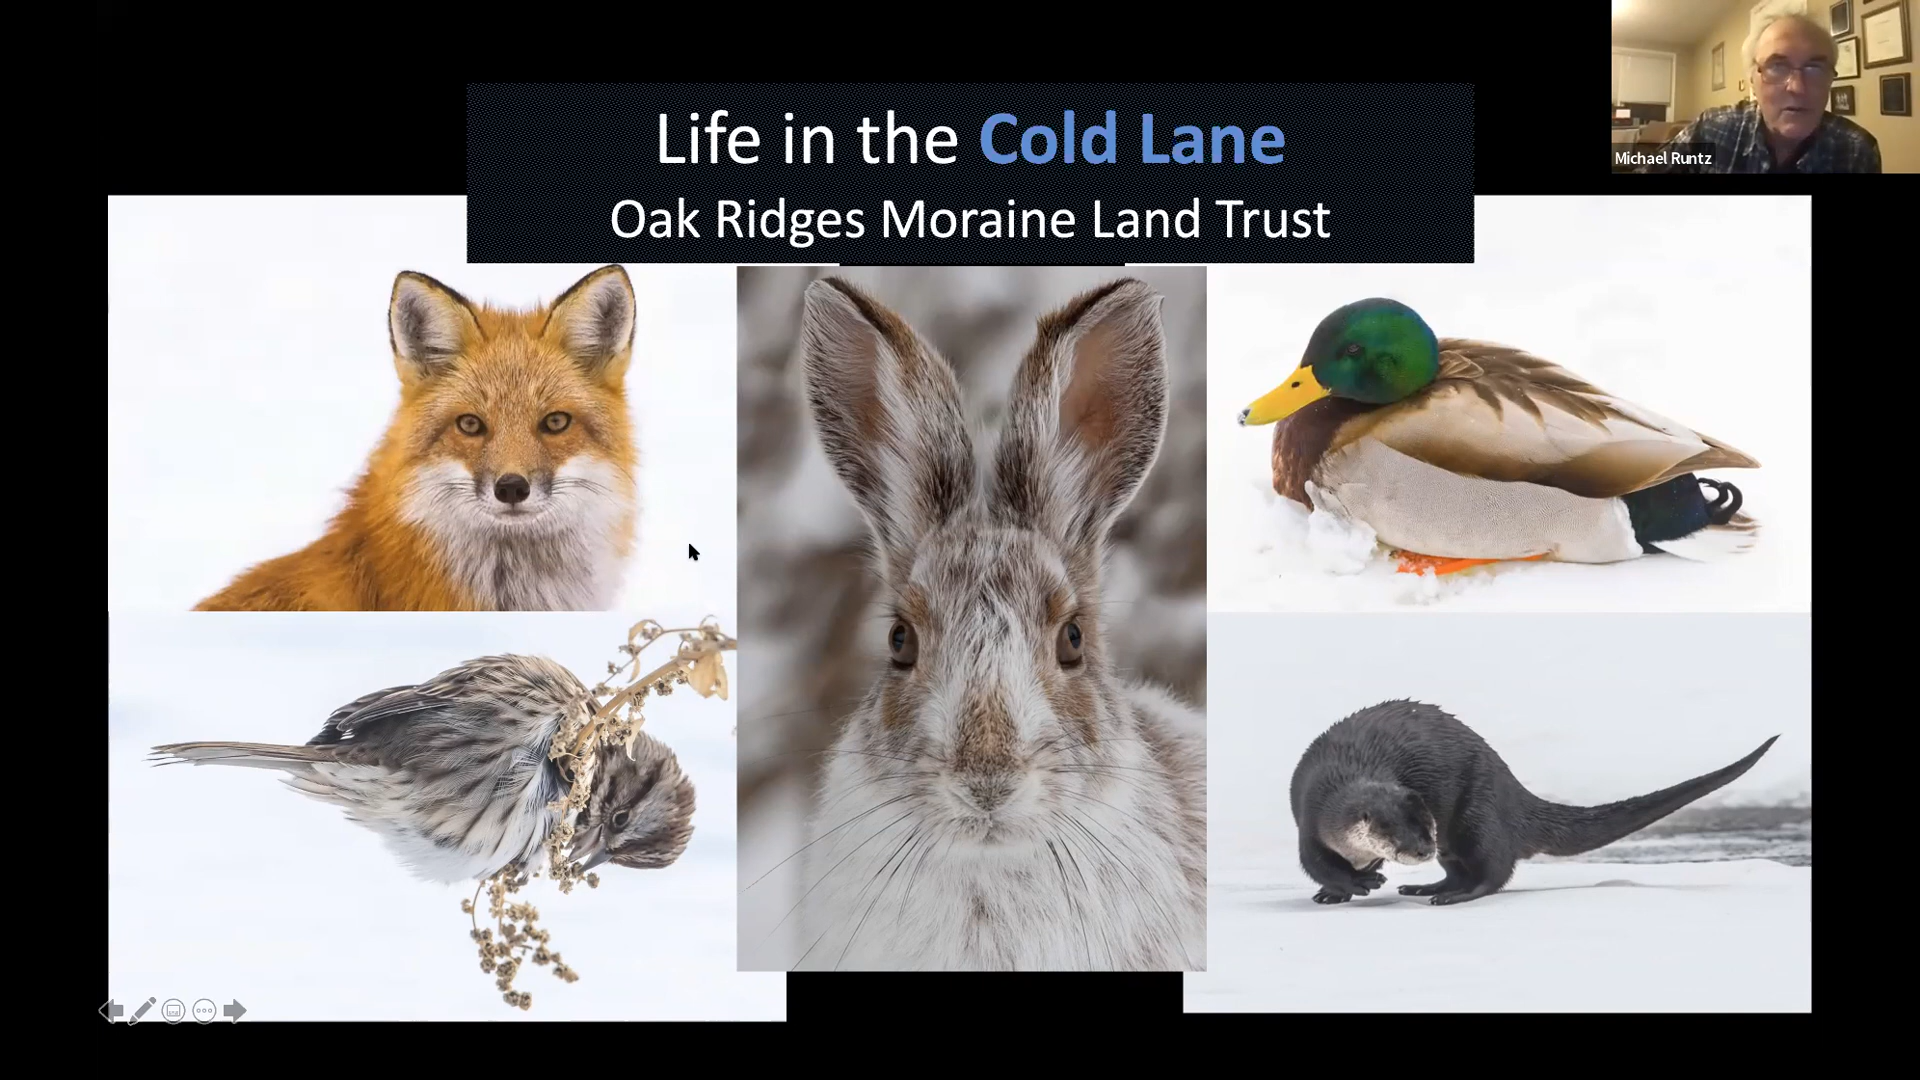 Life in the Cold Lane
Oak Ridges Moraine Land Trust
Michael Runtz